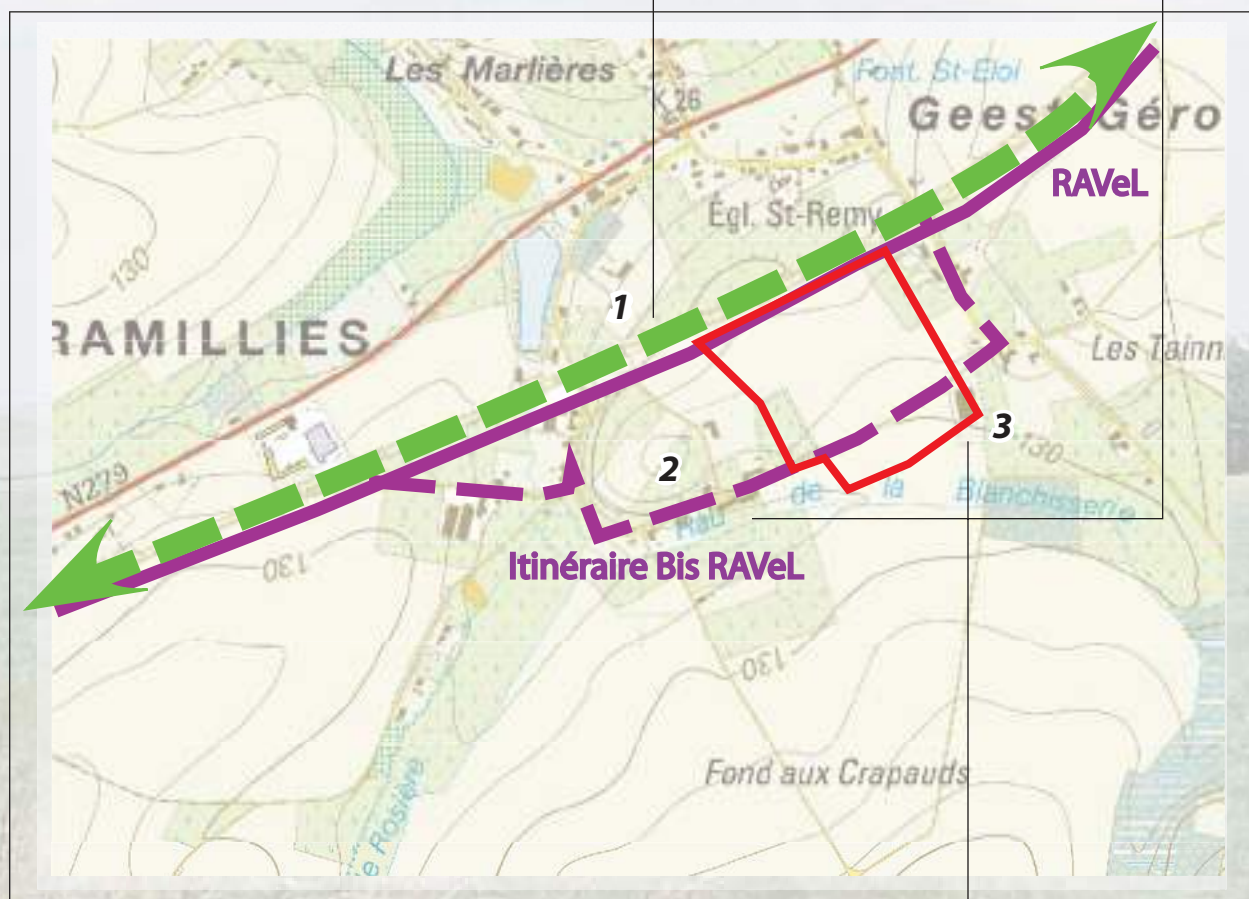 Les Marlières
Font. St-Eloi
K 26
Geest Géro
RAVeL
Égl. St-Remy
130
1
RAMILLIES
Les Tainn
3
130
2
N279
de la Blanchisserie
Rau
Itinéraire Bis RAVeL
130
130
Fond aux Crapauds
e Rosière